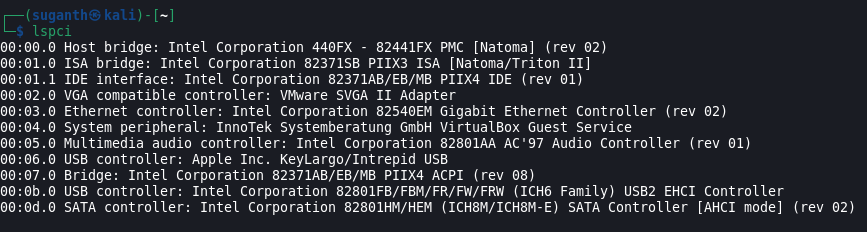 (suganth㉿kali)-[~]
$ lspci
00:00.0 Host bridge: Intel Corporation 440FX - 82441FX PMC [Natoma] (rev 02)
00:01.0 ISA bridge: Intel Corporation 82371SB PIIX3 ISA [Natoma/Triton II]
00:01.1 IDE interface: Intel Corporation 82371AB/EB/MB PIIX4 IDE (rev 01)
00:02.0 VGA compatible controller: VMware SVGA II Adapter
00:03.0 Ethernet controller: Intel Corporation 82540EM Gigabit Ethernet Controller (rev 02)
00:04.0 System peripheral: InnoTek Systemberatung GmbH VirtualBox Guest Service
00:05.0 Multimedia audio controller: Intel Corporation 82801AA AC'97 Audio Controller (rev 01)
00:06.0 USB controller: Apple Inc. KeyLargo/Intrepid USB
00:07.0 Bridge: Intel Corporation 82371AB/EB/MB PIIX4 ACPI (rev 08)
00:0b.0 USB controller: Intel Corporation 82801FB/FBM/FR/FW/FRW (ICH6 Family) USB2 EHCI Controller
00:0d.0 SATA controller: Intel Corporation 82801HM/HEM (ICH8M/ICH8M-E) SATA Controller [AHCI mode] (rev 02)